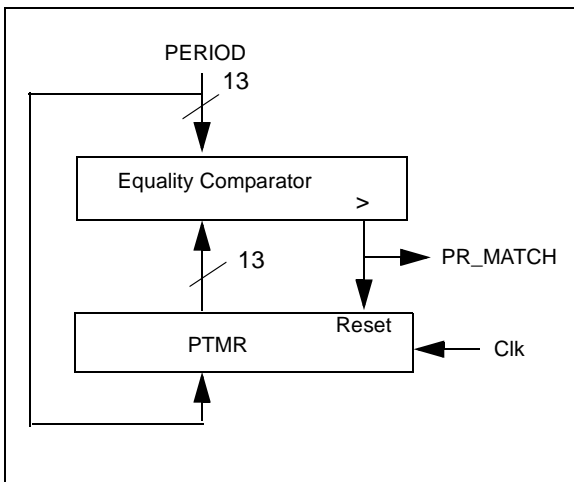 PERIOD
13
Equality Comparator
>
13
PR_MATCH
Reset
PTMR
Clk